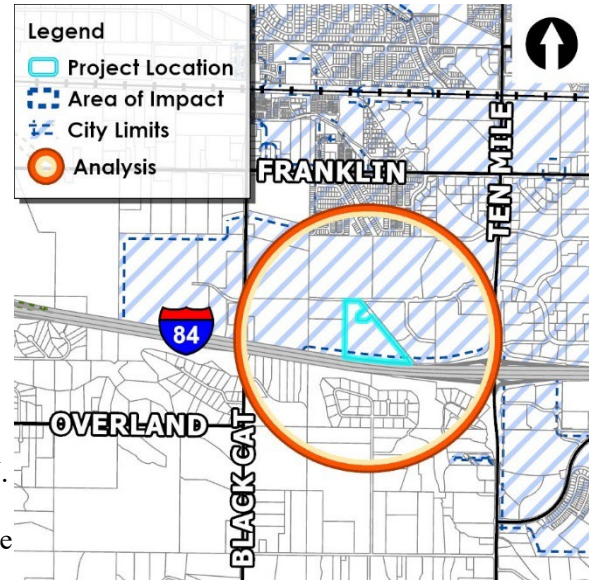 Legend
Project Location
Area of Impact
City Limits
Analysis
FRANKLIN
TEN MILE
84
OVERLAND
BLACK CAT
.
e